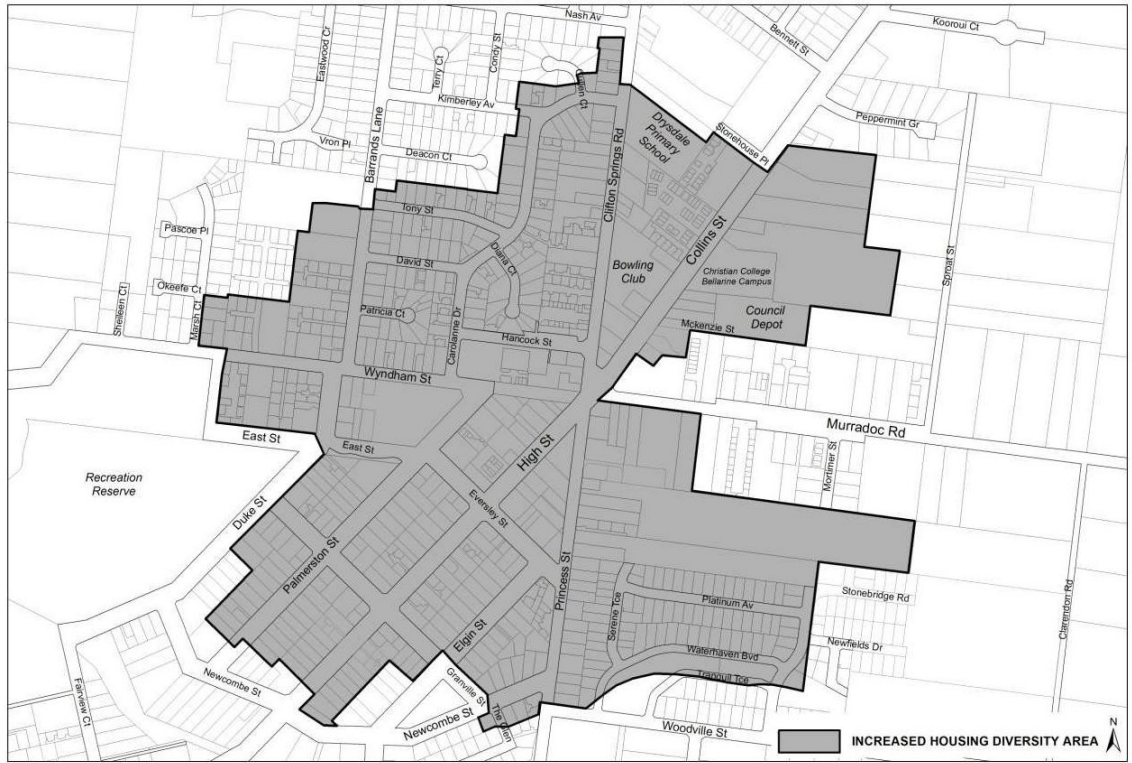 Nash Av
Kooroui Ct
Bennett St
Eastwood Cr
Terry Ct
Condy St
Cullen Ct
Kimberley Av
Peppermint Gr
Stonehouse Pl
Drysdale
Primary
School
Vron Pl
Barrands Lane
Deacon Ct
Clifton Springs Rd
Collins St
Tony St
Pascoe Pl
Diana Ct
David St
Bowling
Club
Christian College
Bellarine Campus
Sproat St
Okeefe Ct
Marsh Ct
Shelleen Ct
Patricia Ct
Carolanne Dr
Council
Depot
Mckenzie St
Hancock St
Wyndham St
Murradoc Rd
East St
East St
High St
Mortimer St
Recreation
Reserve
Duke St
Eversley St
Palmerston St
Princess St
Elgin St
Serene Tce
Platinum Av
Stonebridge Rd
Clarendon Rd
Waterhaven Bvd
Newfields Dr
Tranquil Tce
Newcombe St
Granville St
Fairview Ct
Newcombe St
The Glen
Woodville St
N
INCREASED HOUSING DIVERSITY AREA